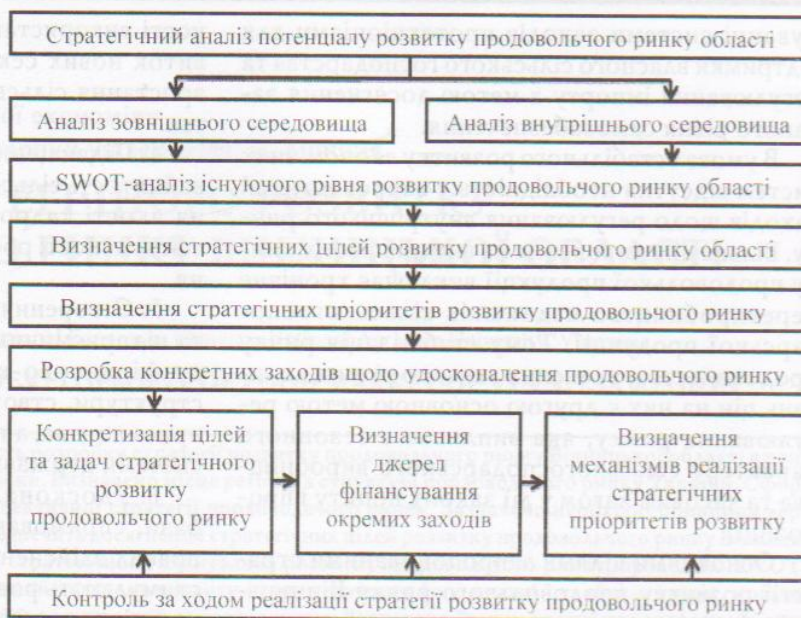 Стратегічний аналіз потенціалу розвитку продовольчого ринку області
Аналіз зовнішнього середовища
Аналіз внутрішнього середовища
SWOT-аналіз існуючого рівня розвитку продовольчого ринку області
Визначення стратегічних цілей розвитку продовольчого ринку області
Визначення стратегічних пріоритетів розвитку продовольчого ринку
Розробка конкретних заходів щодо удосконалення продовольчого ринку
Конкретизація цілей
та задач стратегічного
розвитку
продовольчого ринку
Визначення
джерел
фінансування
окремих заходів
Визначення
механізмів реалізації
стратегічних
пріоритетів розвитку
Контроль за ходом реалізації стратегії розвитку продовольчого ринку